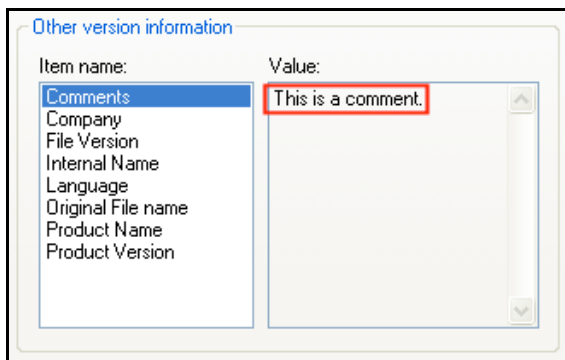 Other version information
Item name:
Value:
Comments
Company
File Version
Internal Name
Language
Original File name
Product Name
Product Version
This is a comment.